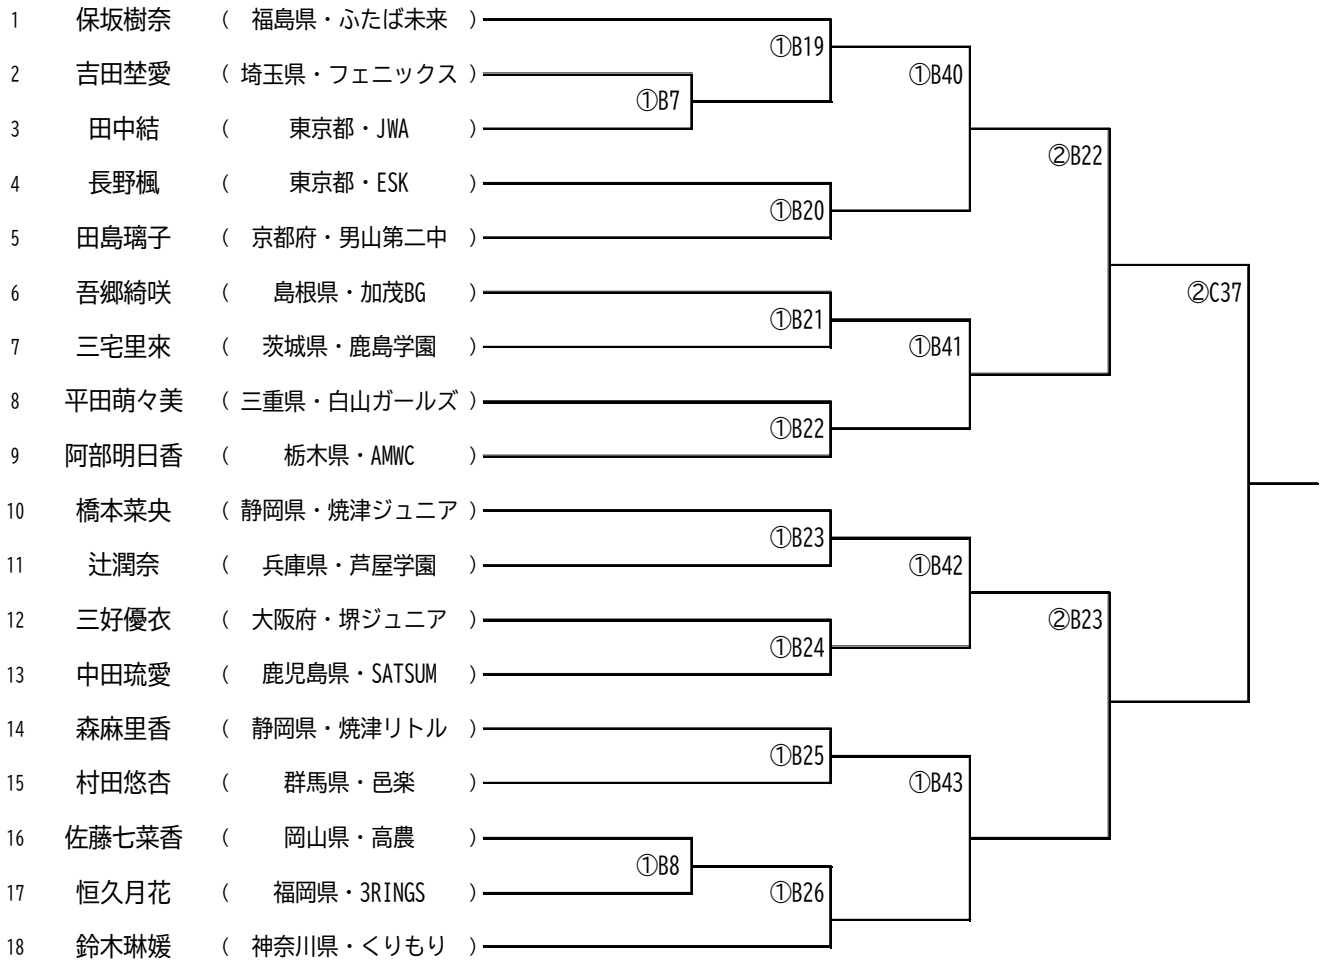 1 保坂樹奈 ( 福島県・ふたば未来 )
①B19
2 吉田埜愛 ( 埼玉県・フェニックス )
①B40
①B7
3 田中結 ( 東京都・JWA )
②B22
4 長野楓 ( 東京都・ESK )
①B20
5 田島璃子 ( 京都府・男山第二中 )
6 吾郷綺咲 ( 島根県・加茂BG )
②C37
①B21
7 三宅里來 ( 茨城県・鹿島学園 )
①B41
8 平田萌々美 ( 三重県・白山ガールズ )
①B22
9 阿部明日香 ( 栃木県・AMWC )
10 橋本菜央 ( 静岡県・焼津ジュニア )
①B23
11 辻潤奈 ( 兵庫県・芦屋学園 )
①B42
12 三好優衣 ( 大阪府・堺ジュニア )
②B23
①B24
13 中田琉愛 ( 鹿児島県・SATSUM )
14 森麻里香 ( 静岡県・焼津リトル )
①B25
15 村田悠杏 ( 群馬県・邑楽 )
①B43
16 佐藤七菜香 ( 岡山県・高農 )
①B8
17 恒久月花 ( 福岡県・3RINGS )
①B26
18 鈴木琳媛 ( 神奈川県・くりもり )